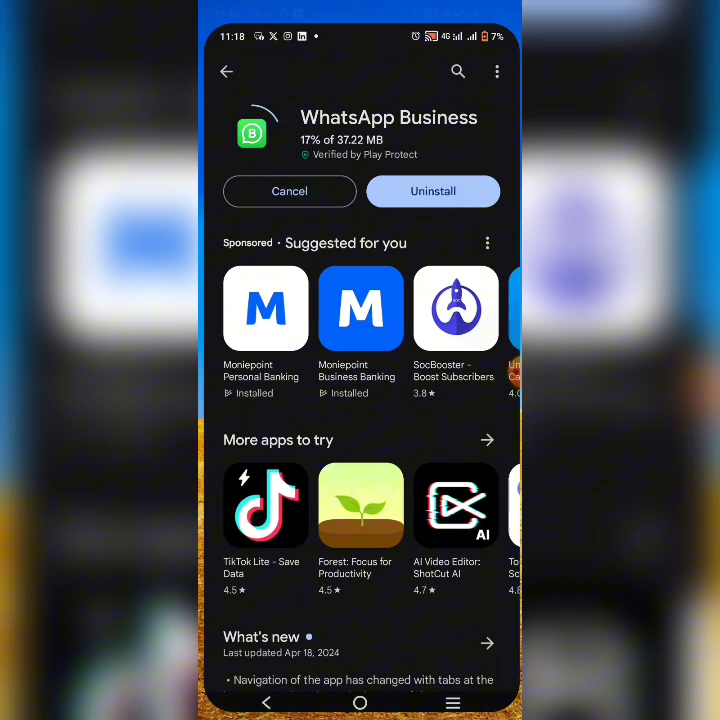 11:18 4G 7%
WhatsApp Business
17% of 37.22 MB
Verified by Play Protect
Cancel Uninstall
Sponsored · Suggested for you
M M
Moniepoint Personal Banking
Installed
Moniepoint Business Banking
Installed
SocBooster - Boost Subscribers
3.8★
More apps to try
AI
TikTok Lite - Save Data
4.5★
Forest: Focus for Productivity
4.5★
AI Video Editor: ShotCut AI
4.7★
What's new
Last updated Apr 18, 2024
• Navigation of the app has changed with tabs at the